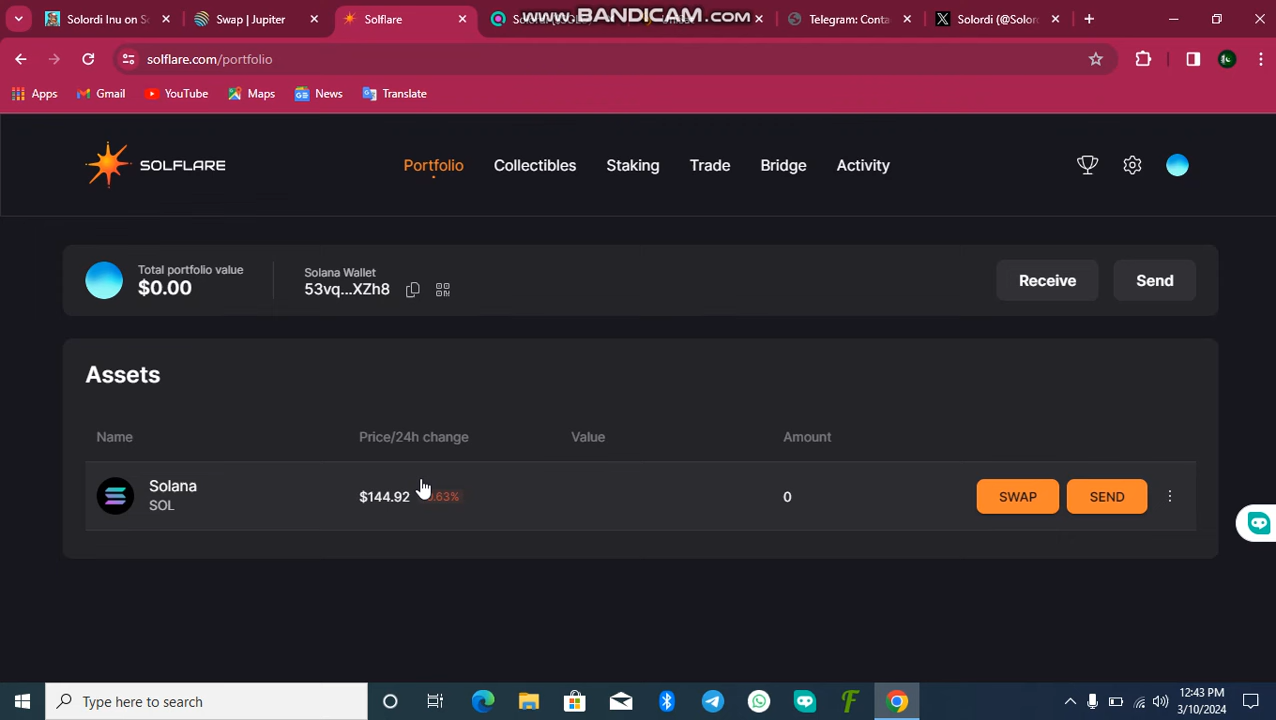 Solordi Inu on S
Swap | Jupiter
Solflare
www.BANDICAM.com
Telegram: Conta
Solordi (@Solor
solflare.com/portfolio
Apps
Gmail
YouTube
Maps
News
Translate
SOLFLARE
Portfolio
Collectibles
Staking
Trade
Bridge
Activity
Total portfolio value
$0.00
Solana Wallet
53vq...XZh8
Receive
Send
Assets
Name
Price/24h change
Value
Amount
Solana
SOL
$144.92
.63%
0
SWAP
SEND
Type here to search
12:43 PM
3/10/2024